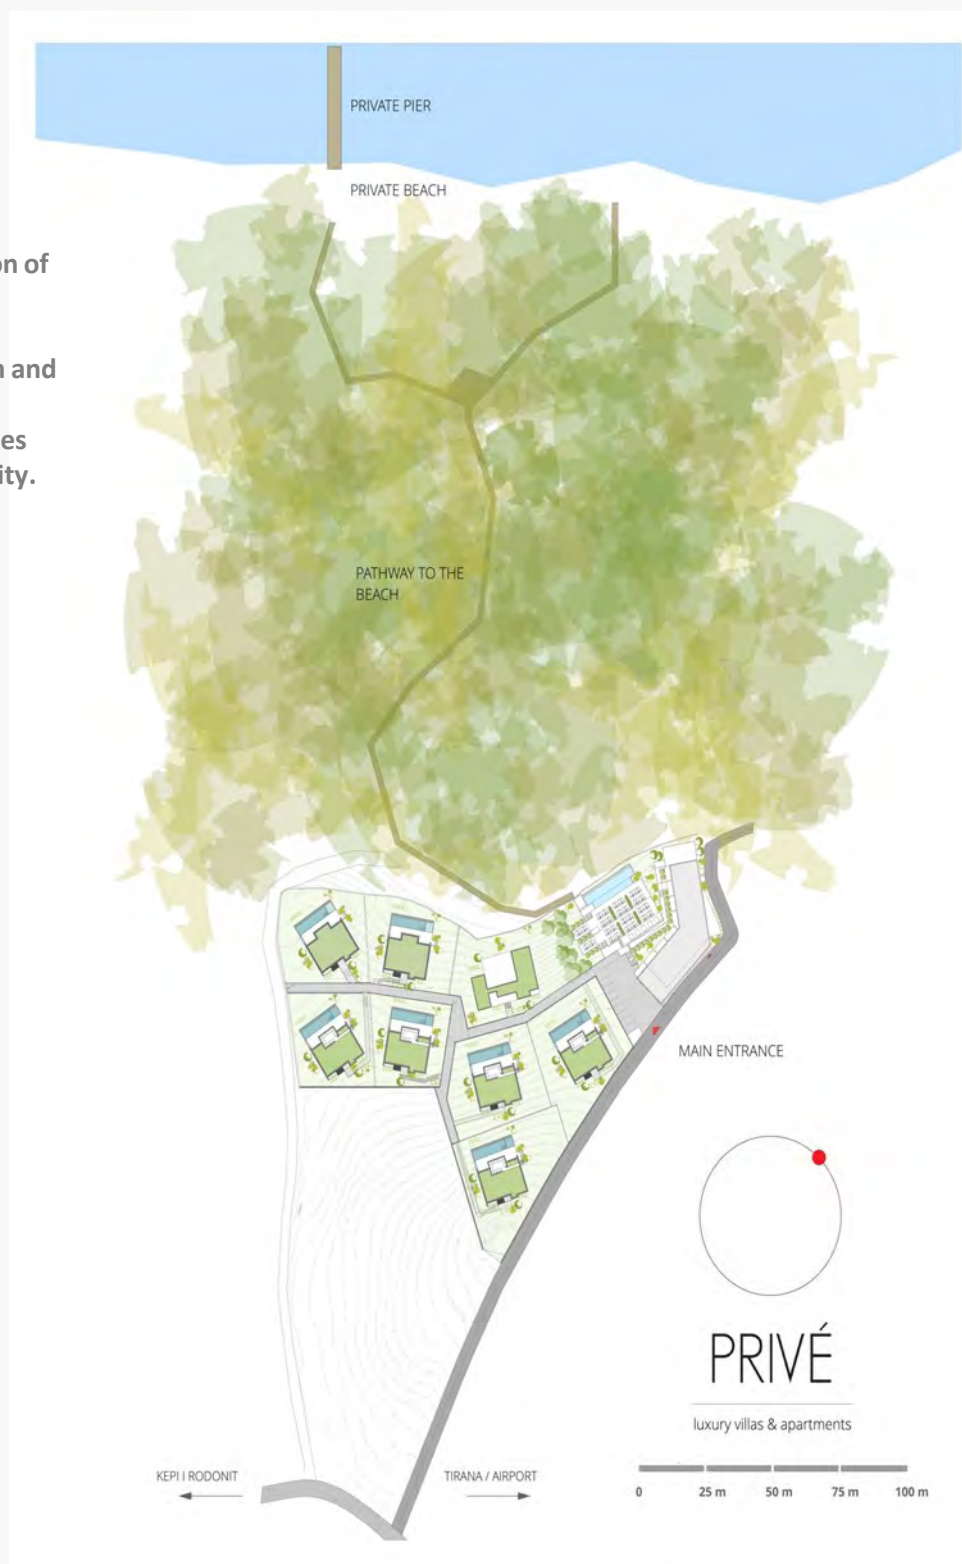 PRIVATE PIER
PRIVATE BEACH
on of
and
es
ity.
PATHWAY TO THE
BEACH
MAIN ENTRANCE
PRIVÉ
luxury villas & apartments
KEPI I RODONIT
TIRANA / AIRPORT
0 25 m 50 m 75 m 100 m